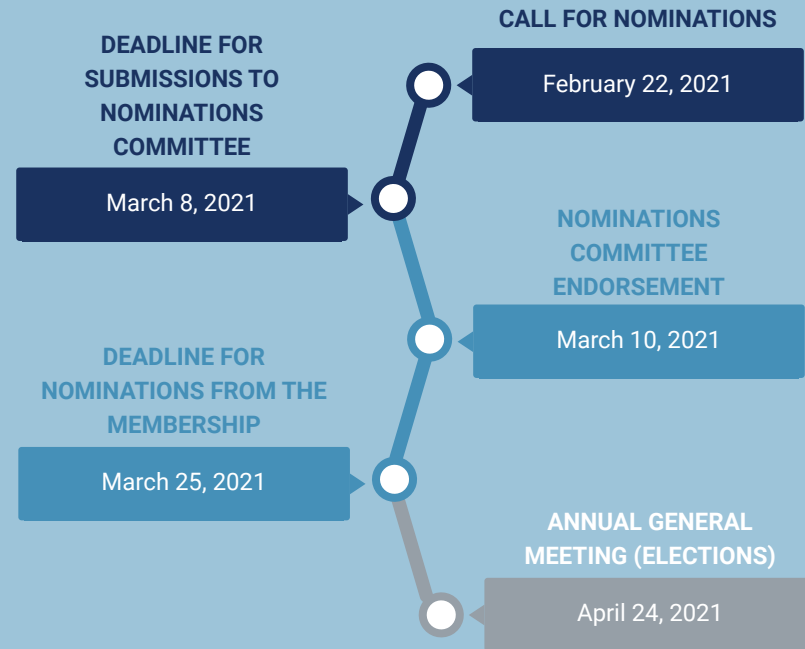 CALL FOR NOMINATIONS
February 22, 2021
DEADLINE FOR
SUBMISSIONS TO
NOMINATIONS
COMMITTEE
March 8, 2021
NOMINATIONS
COMMITTEE
ENDORSEMENT
March 10, 2021
DEADLINE FOR
NOMINATIONS FROM THE
MEMBERSHIP
March 25, 2021
ANNUAL GENERAL
MEETING (ELECTIONS)
April 24, 2021